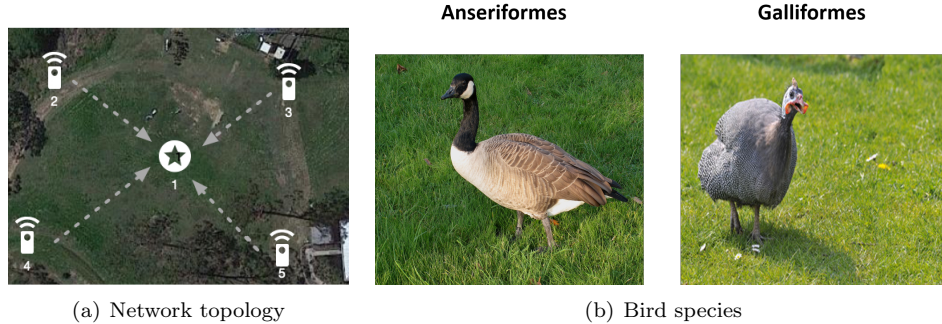 Anseriformes
Galliformes
2
3
1
4
5
(a) Network topology
(b) Bird species